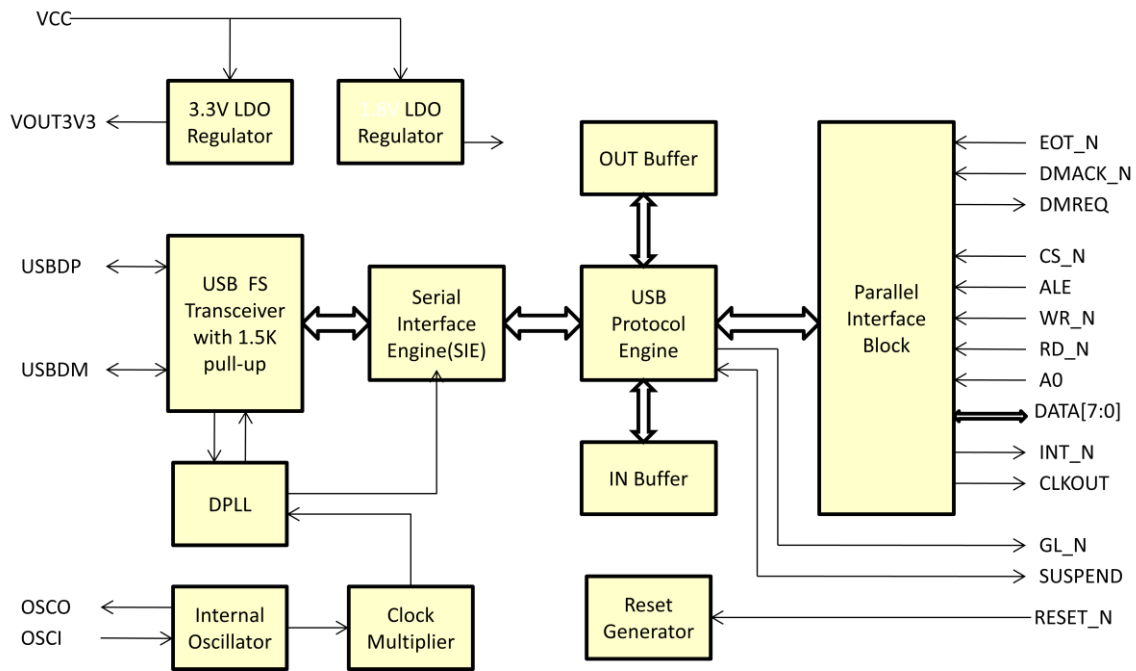 VCC
3.3V LDO
Regulator
1.8V LDO
Regulator
VOUT3V3
OUT Buffer
EOT_N
DMACK_N
DMREQ
USBDP
USBDM
USB FS
Transceiver
with 1.5K
pull-up
Serial
Interface
Engine(SIE)
USB
Protocol
Engine
Parallel
Interface
Block
CS_N
ALE
WR_N
RD_N
A0
DATA[7:0]
INT_N
CLKOUT
DPLL
IN Buffer
GL_N
SUSPEND
OSCO
OSCI
Internal
Oscillator
Clock
Multiplier
Reset
Generator
RESET_N